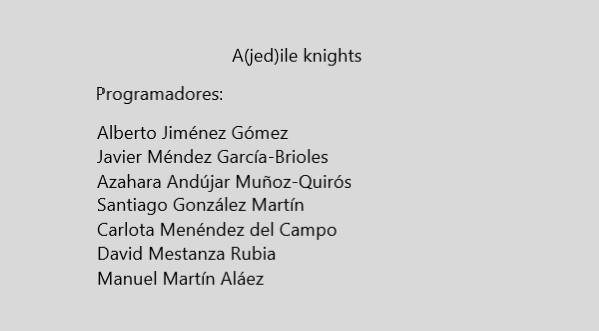 A(jed)ile knights
Programadores:
Alberto Jiménez Gómez
Javier Méndez García-Brioles
Azahara Andújar Muñoz-Quirós
Santiago González Martín
Carlota Menéndez del Campo
David Mestanza Rubia
Manuel Martín Aláez